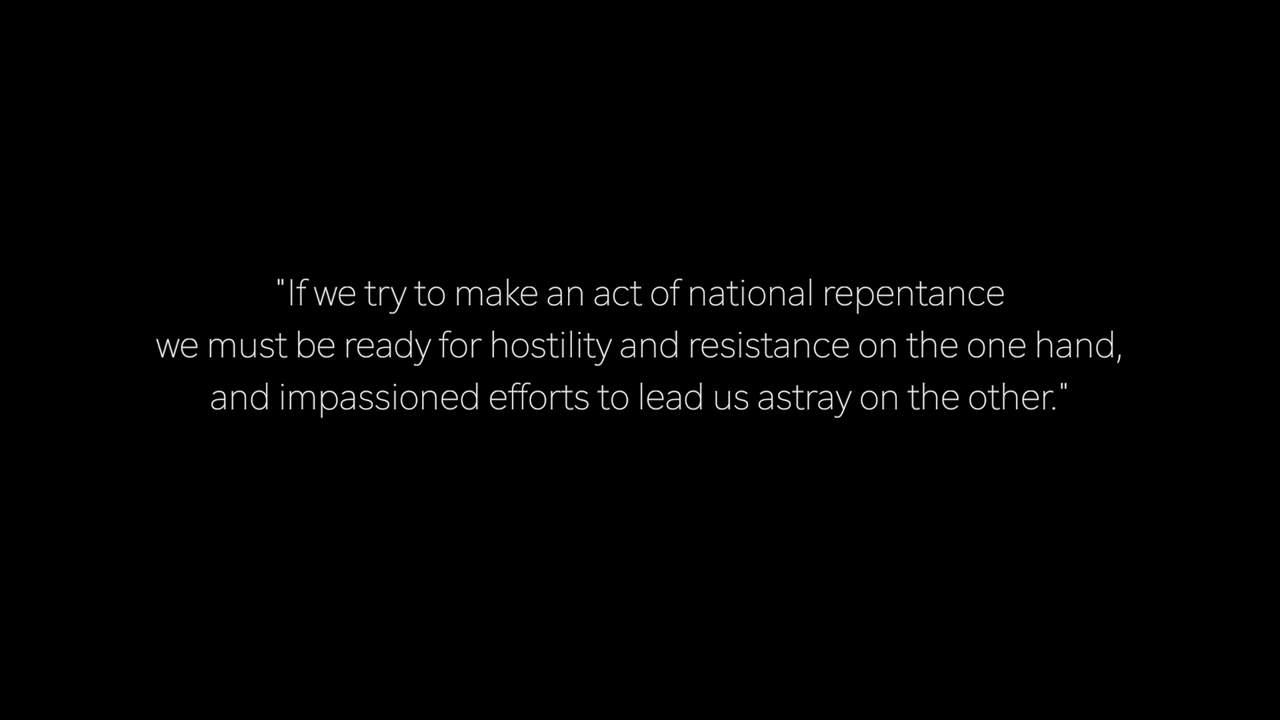 "If we try to make an act of national repentance
we must be ready for hostility and resistance on the one hand,
and impassioned efforts to lead us astray on the other."